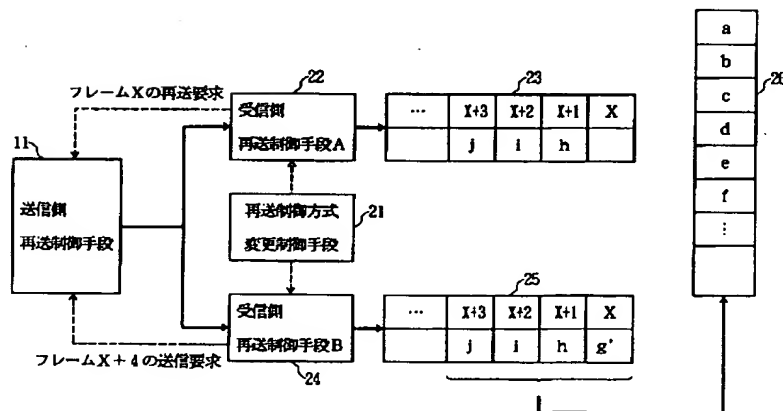 フレームXの再送要求
22
受信側
再送制御手段A
23
… X+3 X+2 X+1 X
j i h
11
送信側
再送制御手段
再送制御方式
変更制御手段
21
受信側
再送制御手段B
24
フレームX+4の送信要求
25
… X+3 X+2 X+1 X
j i h g'
26
a
b
c
d
e
f
⋮